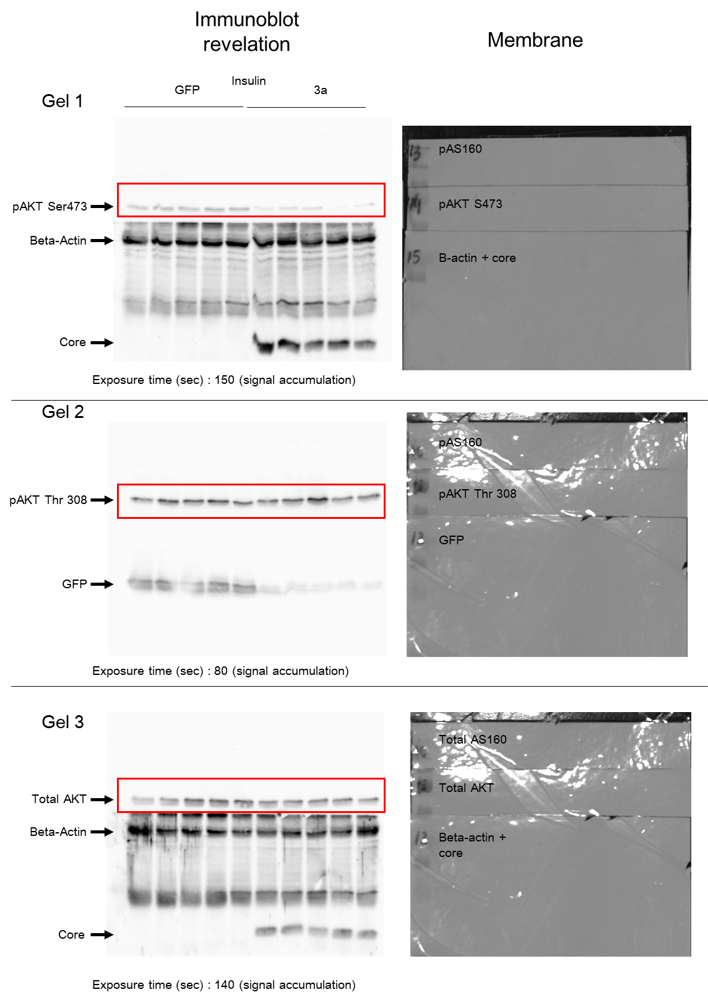 Immunoblot
revelation
Membrane
Insulin
GFP
3a
Gel 1
pAS160
pAKT Ser473
pAKT S473
Beta-Actin
B-actin + core
Core
13
14
15
Exposure time (sec) : 150 (signal accumulation)
Gel 2
pAS160
pAKT Thr 308
pAKT Thr 308
GFP
GFP
Exposure time (sec) : 80 (signal accumulation)
Gel 3
Total AS160
Total AKT
Total AKT
Beta-Actin
Beta-actin +
core
Core
Exposure time (sec) : 140 (signal accumulation)